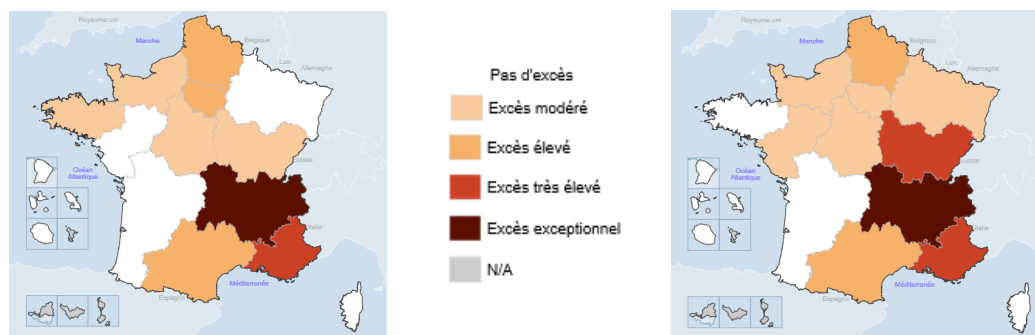 Royaume uni
Manche
Belgique
Lux.
Allemagne
Suisse
Océan
Atlantique
Italie
Méditerranée
Espagne
Pas d'excès
Excès modéré
Excès élevé
Excès très élevé
Excès exceptionnel
N/A
Royaume uni
Manche
Belgique
Lux.
Allemagne
Suisse
Océan
Atlantique
Italie
Méditerranée
Espagne